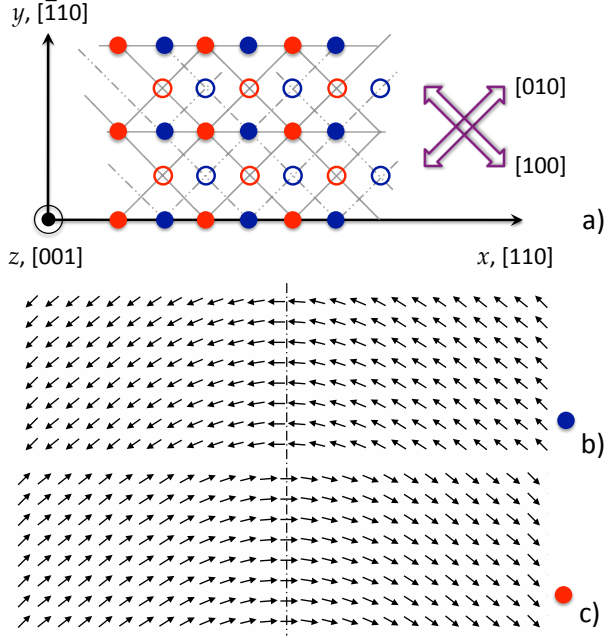 y, [1̄10]
[010]
[100]
a)
z, [001]
x, [110]
b)
c)